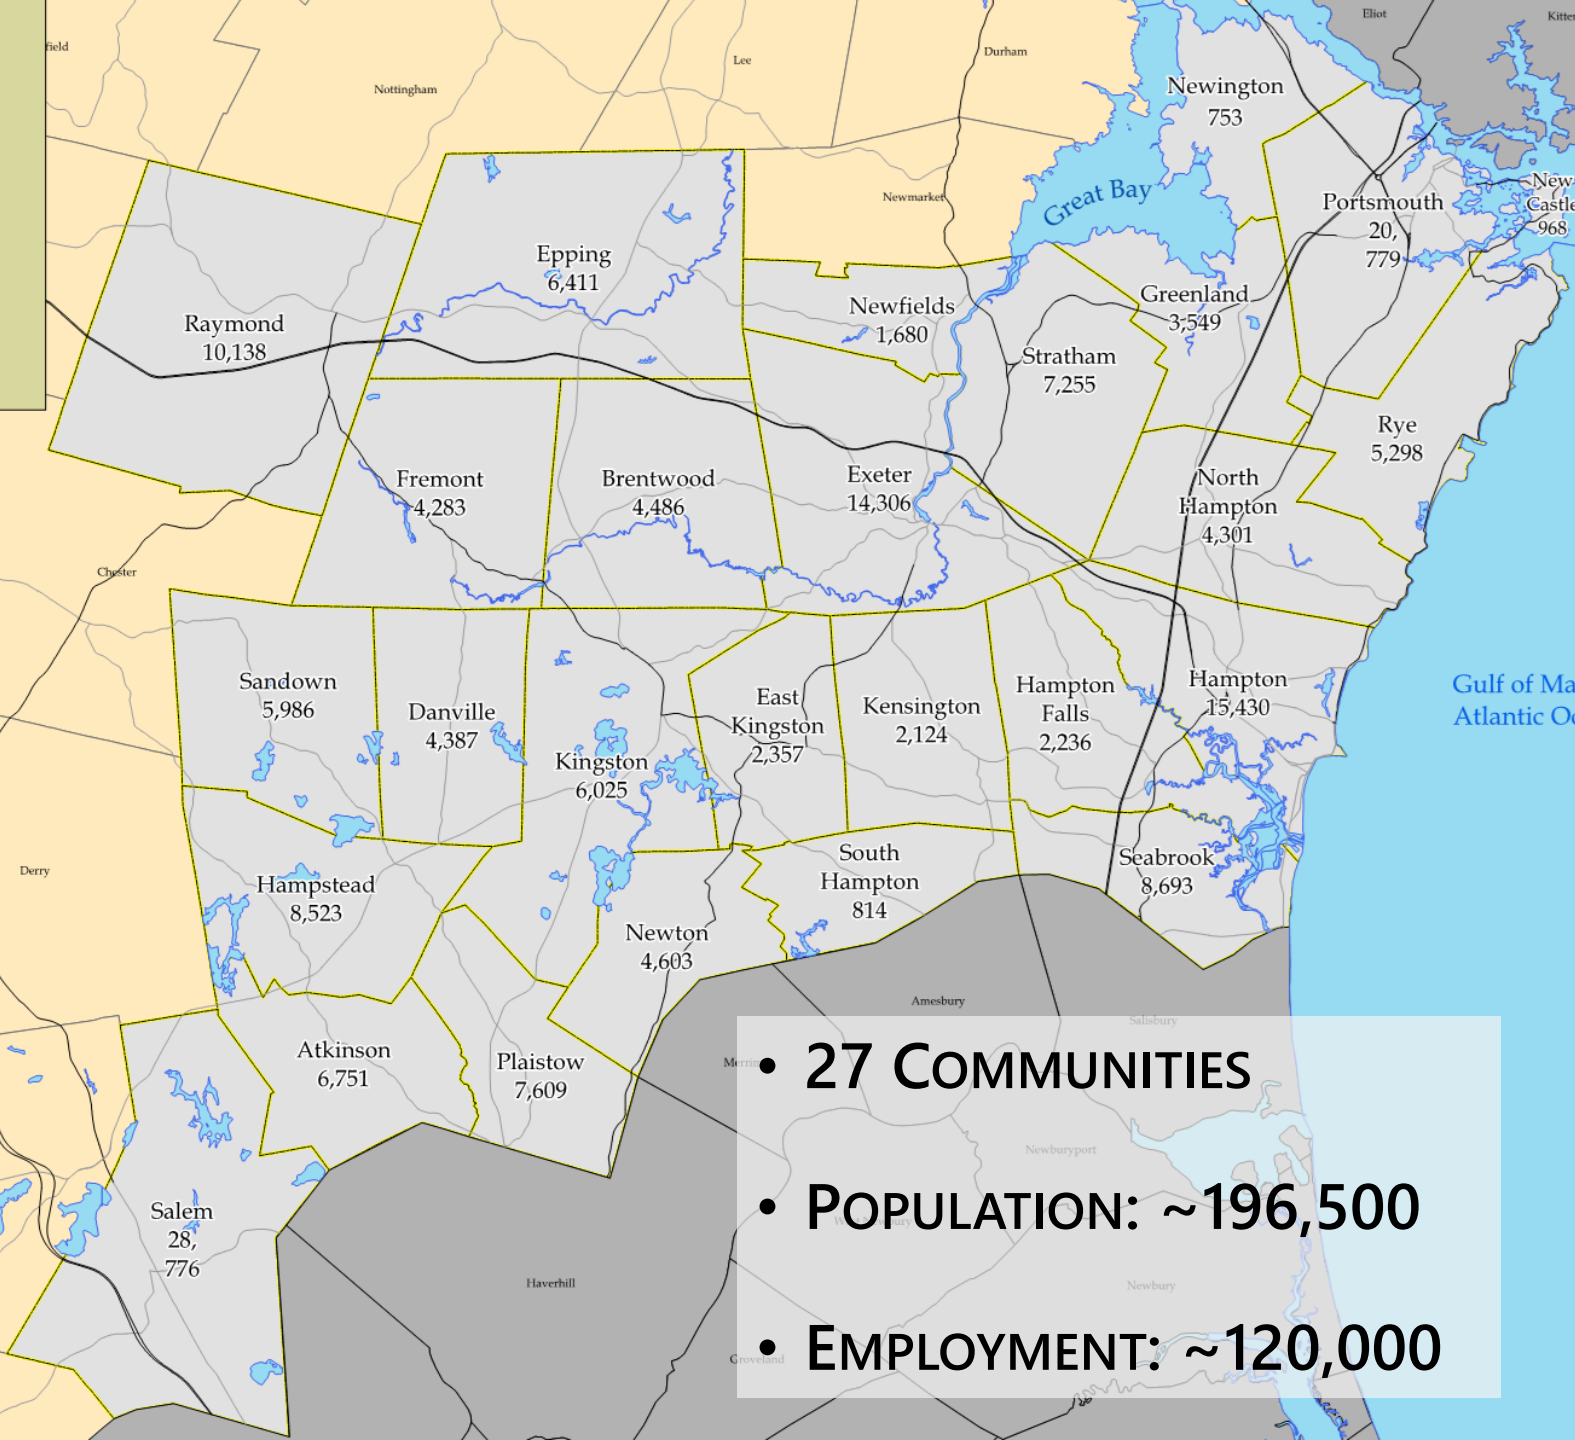 field
Nottingham
Lee
Durham
Eliot
Newington
753
Great Bay
Newmarket
Portsmouth
20,
779
New
Castle
968
Epping
6,411
Raymond
10,138
Newfields
1,680
Greenland
3,549
Stratham
7,255
Rye
5,298
Fremont
4,283
Brentwood
4,486
Exeter
14,306
North
Hampton
4,301
Chester
Sandown
5,986
Danville
4,387
Kingston
6,025
East
Kingston
2,357
Kensington
2,124
Hampton
Falls
2,236
Hampton
15,430
Gulf of Ma
Atlantic Oc
Derry
Hampstead
8,523
South
Hampton
814
Seabrook
8,693
Newton
4,603
Amesbury
Salisbury
Atkinson
6,751
Plaistow
7,609
Merrim
• 27 COMMUNITIES
Newburyport
• POPULATION: ~196,500
West Newbury
Salem
28,
776
Haverhill
Newbury
• EMPLOYMENT: ~120,000
Groveland